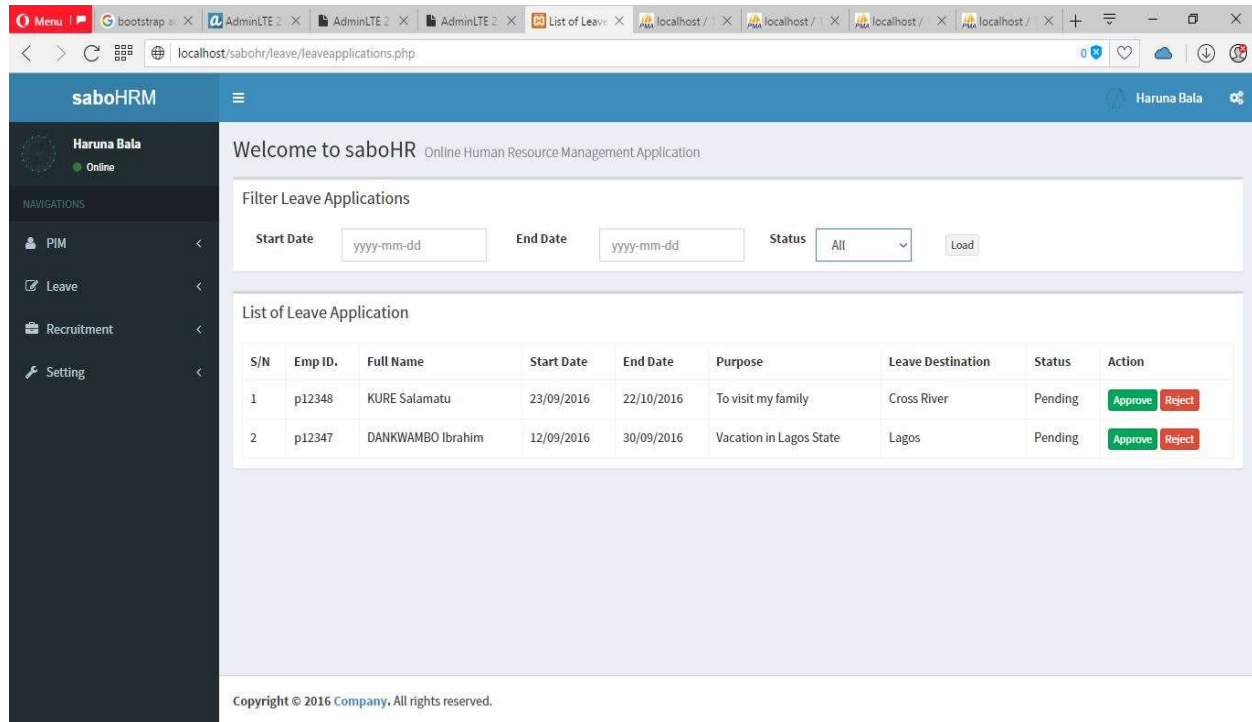 Menu G bootstrap a AdminLTE 2 AdminLTE 2 AdminLTE 2 List of Leave localhost / localhost / localhost / localhost /
localhost/sabohr/leave/leaveapplications.php 0
saboHRM Haruna Bala
Haruna Bala
Online
Welcome to saboHR Online Human Resource Management Application
NAVIGATIONS
PIM
Leave
Recruitment
Setting
Filter Leave Applications
Start Date yyyy-mm-dd End Date yyyy-mm-dd Status All Load
List of Leave Application
S/N Emp ID. Full Name Start Date End Date Purpose Leave Destination Status Action
1 p12348 KURE Salamatu 23/09/2016 22/10/2016 To visit my family Cross River Pending Approve Reject
2 p12347 DANKWAMBO Ibrahim 12/09/2016 30/09/2016 Vacation in Lagos State Lagos Pending Approve Reject
Copyright © 2016 Company. All rights reserved.